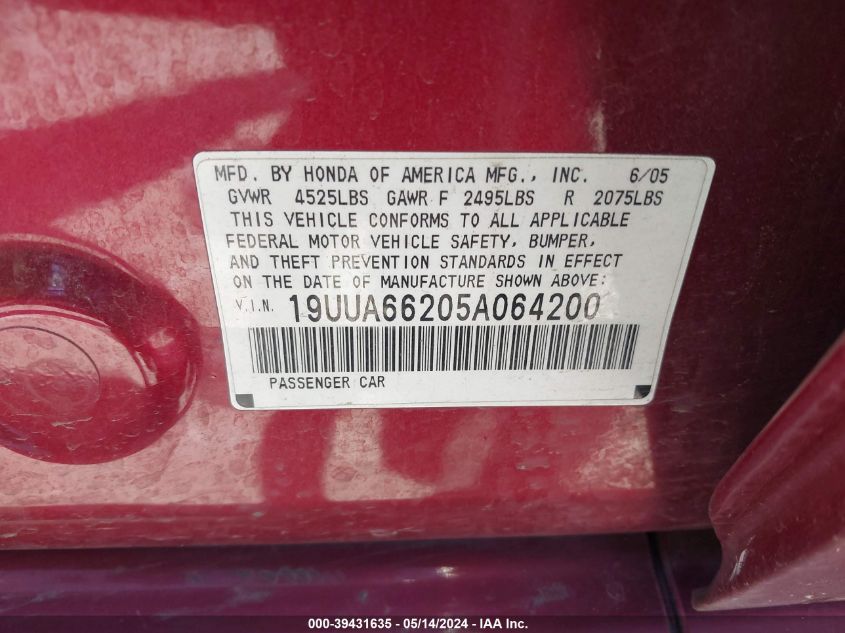 MFD. BY HONDA OF AMERICA MFG., INC. 6/05
GVWR 4525LBS GAWR F 2495LBS R 2075LBS
THIS VEHICLE CONFORMS TO ALL APPLICABLE
FEDERAL MOTOR VEHICLE SAFETY, BUMPER,
AND THEFT PREVENTION STANDARDS IN EFFECT
ON THE DATE OF MANUFACTURE SHOWN ABOVE:
V.I.N. 19UUA66205A064200
PASSENGER CAR
000-39431635 - 05/14/2024 - IAA Inc.